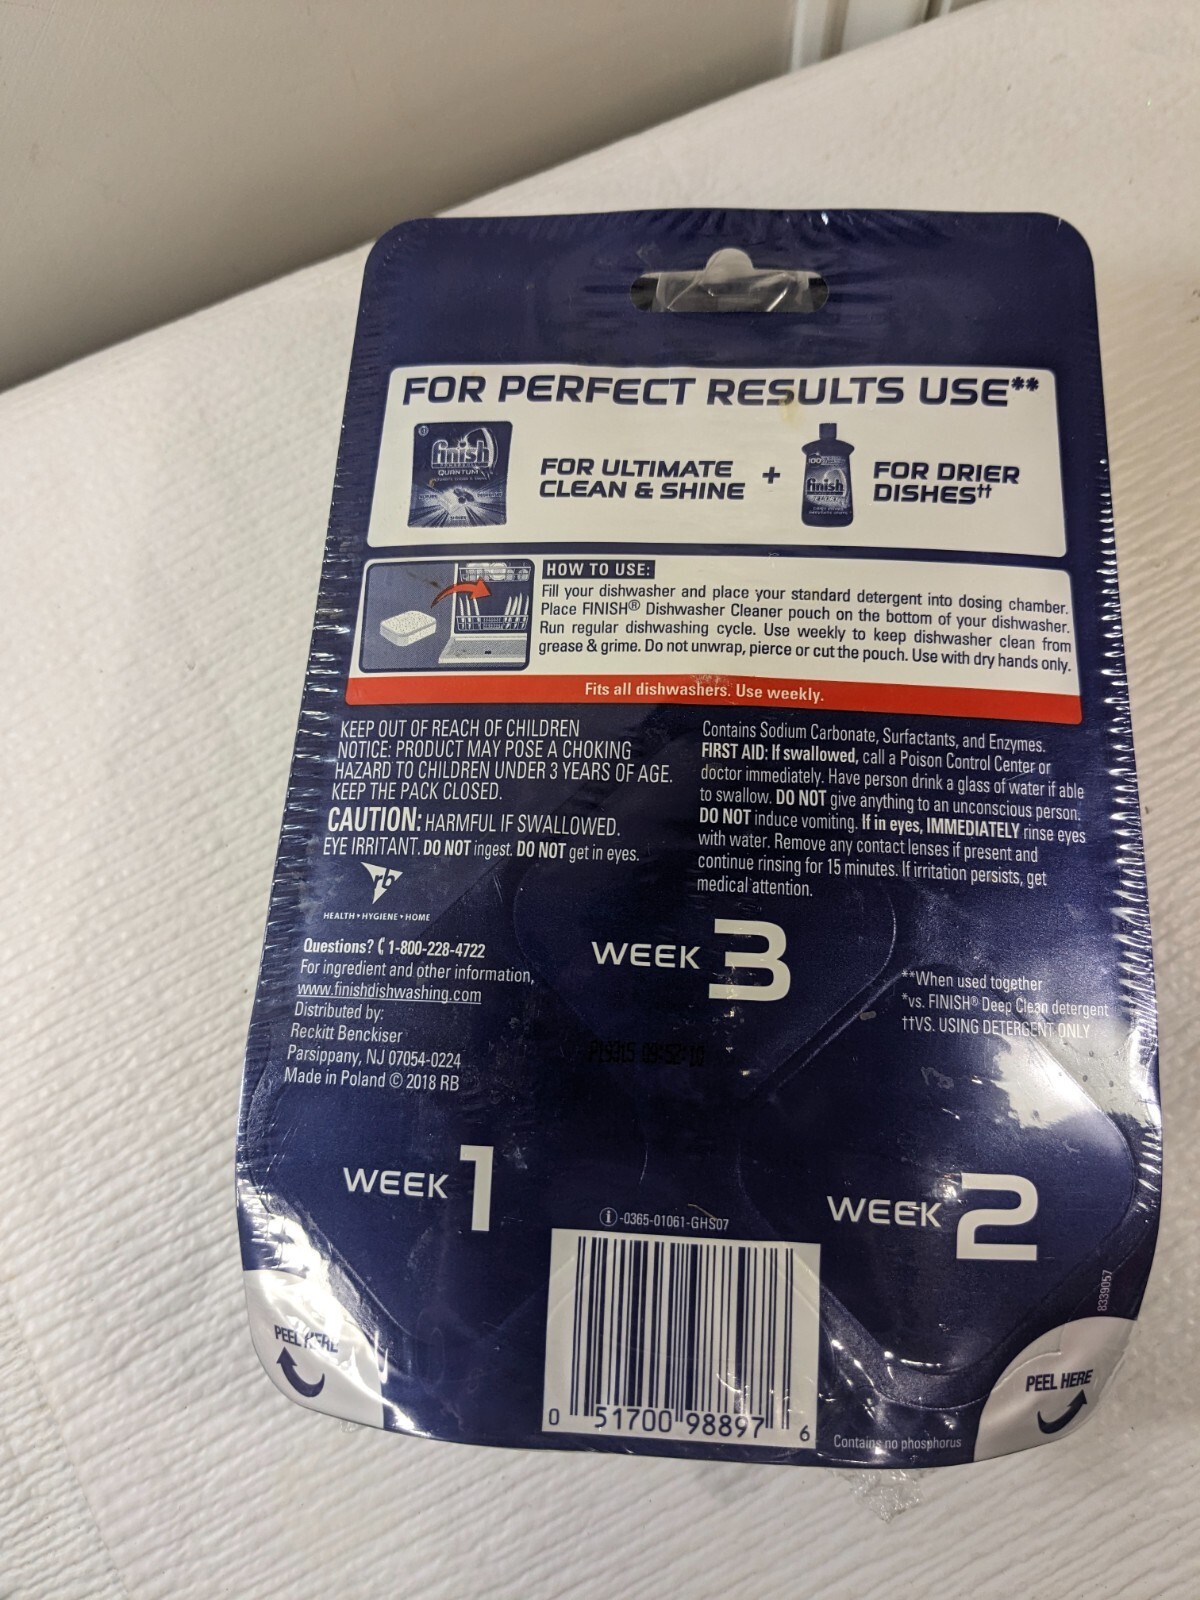 FOR PERFECT RESULTS USE**
finish
QUANTUM
FOR ULTIMATE
CLEAN & SHINE
+
finish
FOR DRIER
DISHES††
HOW TO USE:
Fill your dishwasher and place your standard detergent into dosing chamber.
Place FINISH® Dishwasher Cleaner pouch on the bottom of your dishwasher.
Run regular dishwashing cycle. Use weekly to keep dishwasher clean from
grease & grime. Do not unwrap, pierce or cut the pouch. Use with dry hands only.
Fits all dishwashers. Use weekly.
KEEP OUT OF REACH OF CHILDREN
NOTICE: PRODUCT MAY POSE A CHOKING
HAZARD TO CHILDREN UNDER 3 YEARS OF AGE.
KEEP THE PACK CLOSED.
CAUTION: HARMFUL IF SWALLOWED.
EYE IRRITANT. DO NOT ingest. DO NOT get in eyes.
rb
HEALTH • HYGIENE • HOME
Questions? 1-800-228-4722
For ingredient and other information,
www.finishdishwashing.com
Distributed by:
Reckitt Benckiser
Parsippany, NJ 07054-0224
Made in Poland © 2018 RB
Contains Sodium Carbonate, Surfactants, and Enzymes.
FIRST AID: If swallowed, call a Poison Control Center or
doctor immediately. Have person drink a glass of water if able
to swallow. DO NOT give anything to an unconscious person.
DO NOT induce vomiting. If in eyes, IMMEDIATELY rinse eyes
with water. Remove any contact lenses if present and
continue rinsing for 15 minutes. If irritation persists, get
medical attention.
WEEK 3
**When used together
*vs. FINISH® Deep Clean detergent
††VS. USING DETERGENT ONLY
WEEK 1
WEEK 2
-0365-01061-GHS07
8339057
PEEL HERE
PEEL HERE
0 51700 98897 6
Contains no phosphorus